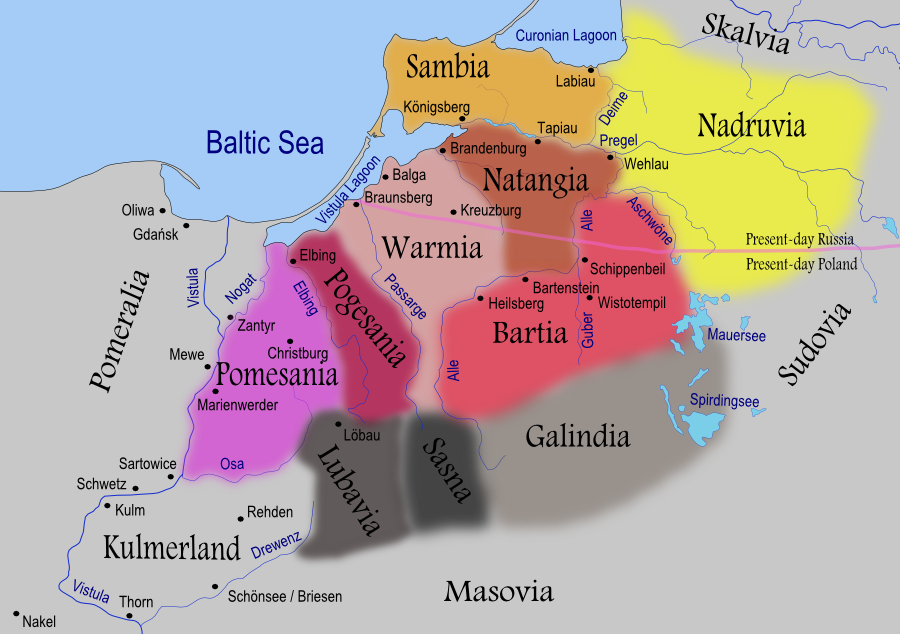 Skalvia
Curonian Lagoon
Sambia
Labiau
Königsberg
Deime
Nadruvia
Tapiau
Baltic Sea
Pregel
Brandenburg
Wehlau
Vistula Lagoon
Balga
Natangia
Braunsberg
Oliwa
Kreuzburg
Alle
Aschwöne
Gdańsk
Warmia
Present-day Russia
Elbing
Present-day Poland
Schippenbeil
Vistula
Nogat
Elbing
Pogesania
Passarge
Bartenstein
Heilsberg
Wistotempil
Pomeralia
Zantyr
Bartia
Guber
Mauersee
Sudovia
Mewe
Christburg
Pomesania
Alle
Marienwerder
Spirdingsee
Löbau
Galindia
Sartowice
Osa
Lubavia
Sasna
Schwetz
Kulm
Rehden
Kulmerland
Drewenz
Vistula
Thorn
Schönsee / Briesen
Masovia
Nakel